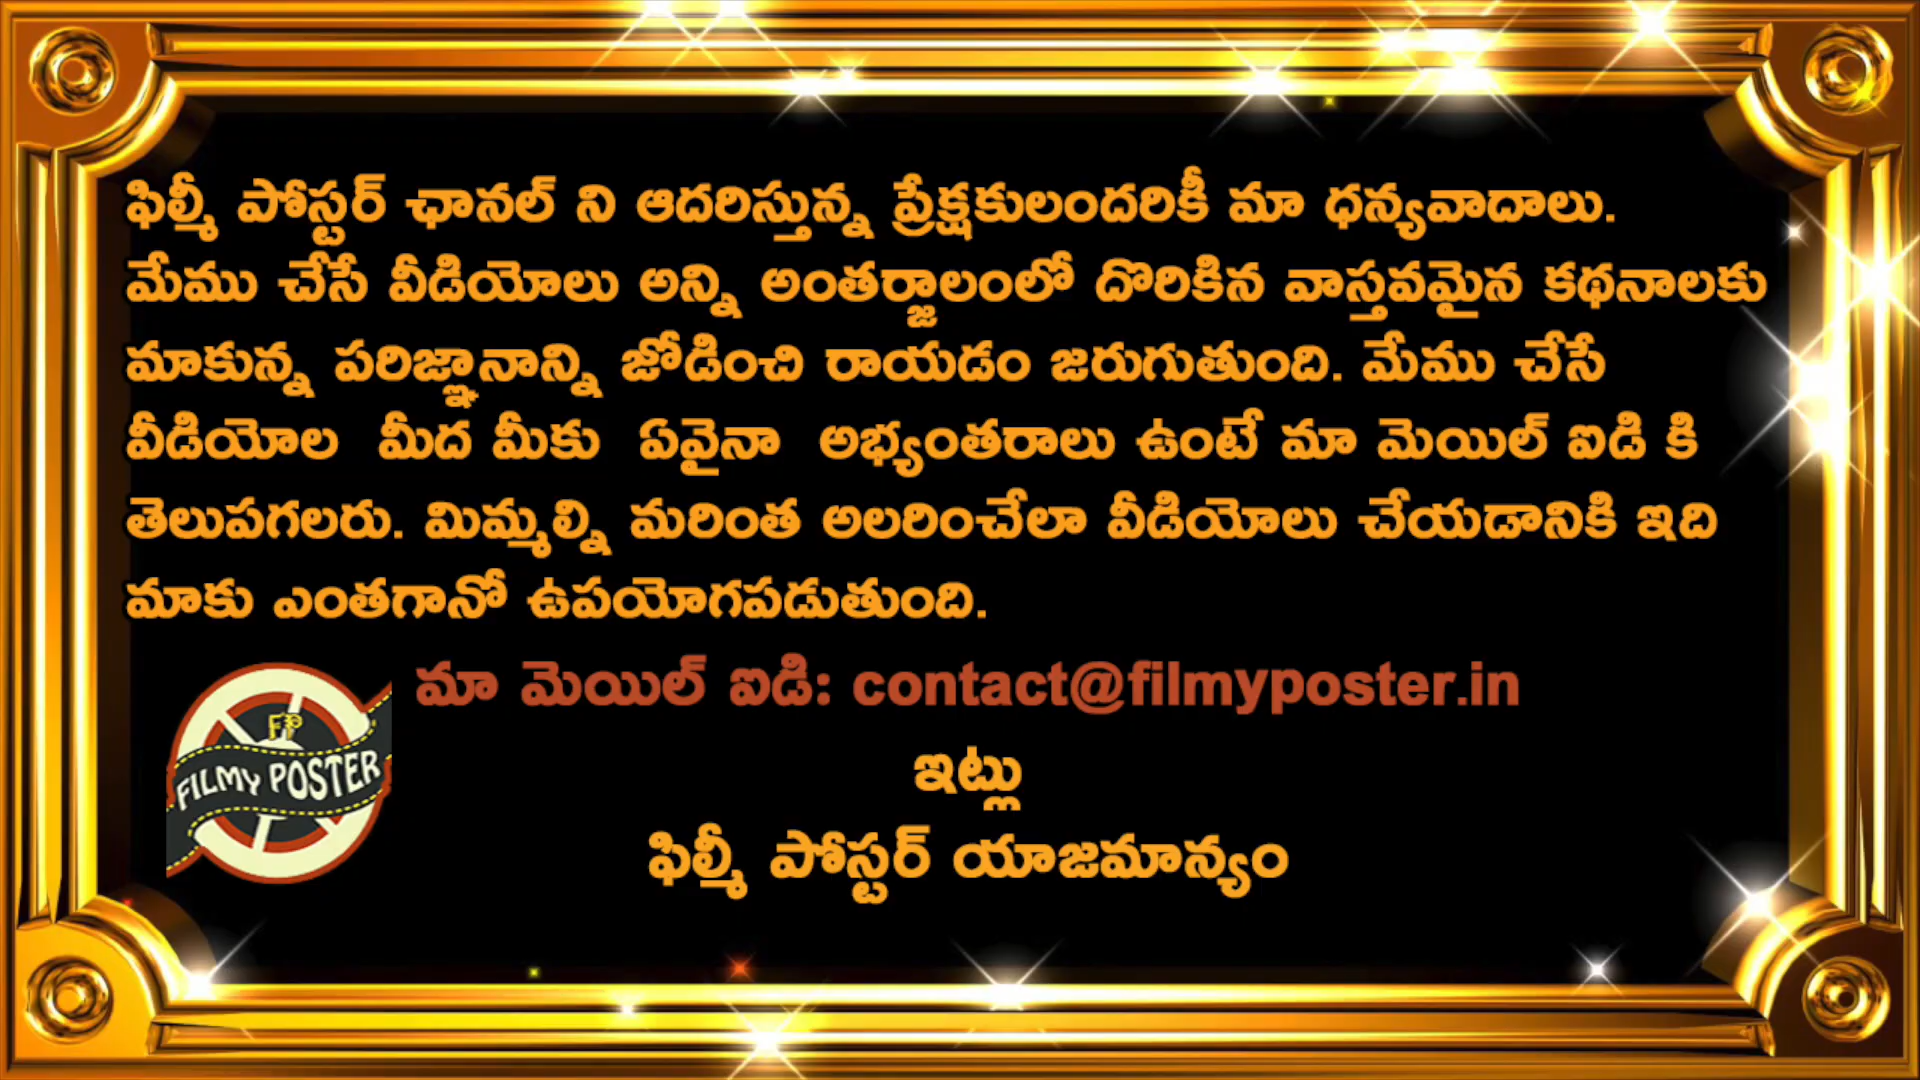 ఫిల్మీ పోస్టర్ ఛానల్ ని ఆదరిస్తున్న ప్రేక్షకులందరికీ మా ధన్యవాదాలు.
మేము చేసే వీడియోలు అన్ని అంతర్జాలంలో దొరికిన వాస్తవమైన కథనాలకు
మాకున్న పరిజ్ఞానాన్ని జోడించి రాయడం జరుగుతుంది. మేము చేసే
వీడియోల మీద మీకు ఏవైనా అభ్యంతరాలు ఉంటే మా మెయిల్ ఐడి కి
తెలుపగలరు. మిమ్మల్ని మరింత అలరించేలా వీడియోలు చేయడానికి ఇది
మాకు ఎంతగానో ఉపయోగపడుతుంది.
మా మెయిల్ ఐడి: contact@filmyposter.in
FP
FILMY POSTER
ఇట్లు
ఫిల్మీ పోస్టర్ యాజమాన్యం